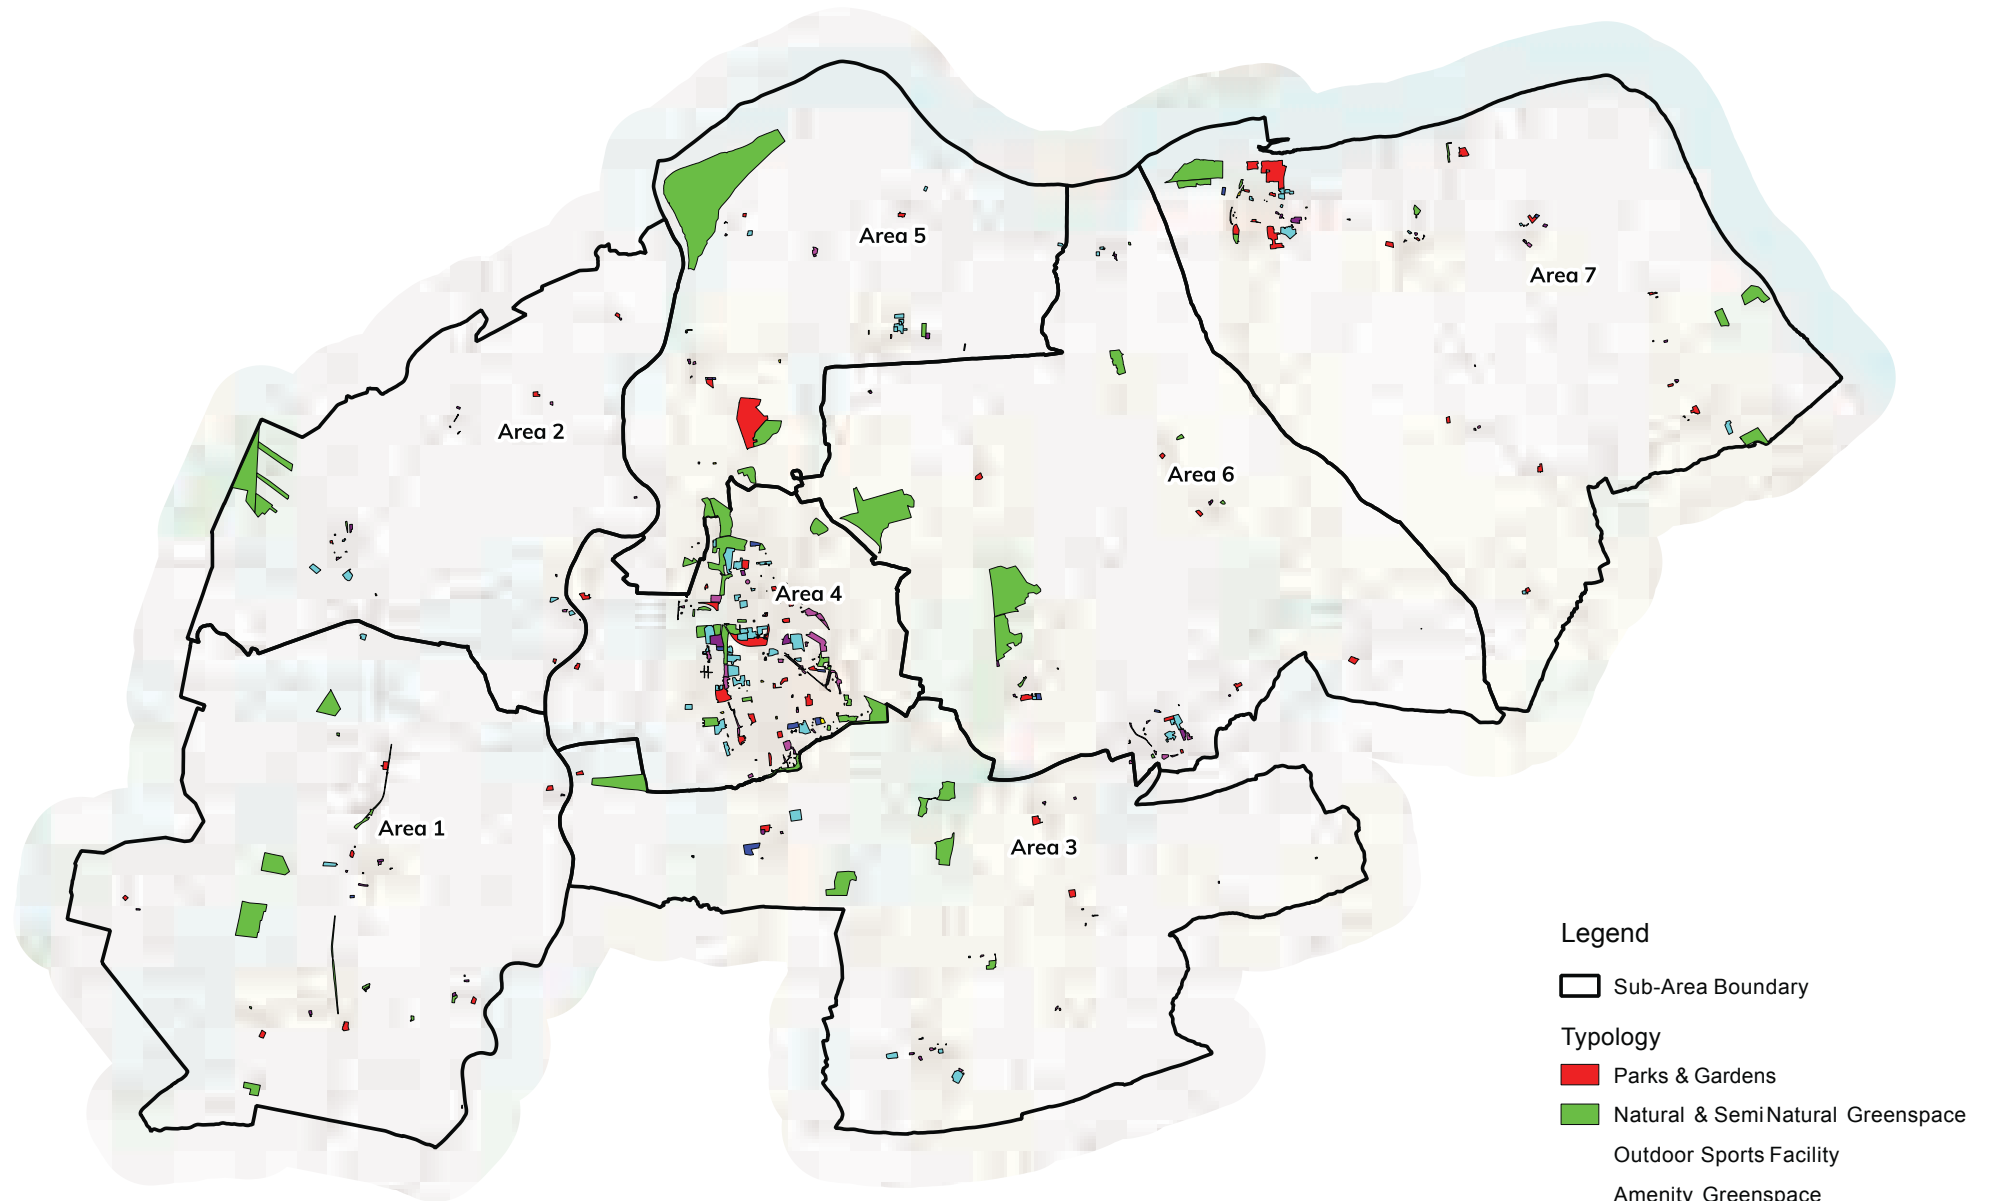 Area 5
Area 7
Area 2
Area 6
Area 4
Area 1
Area 3
Legend
Sub-Area Boundary
Typology
Parks & Gardens
Natural & SemiNatural Greenspace
Outdoor Sports Facility
Amenity Greenspace